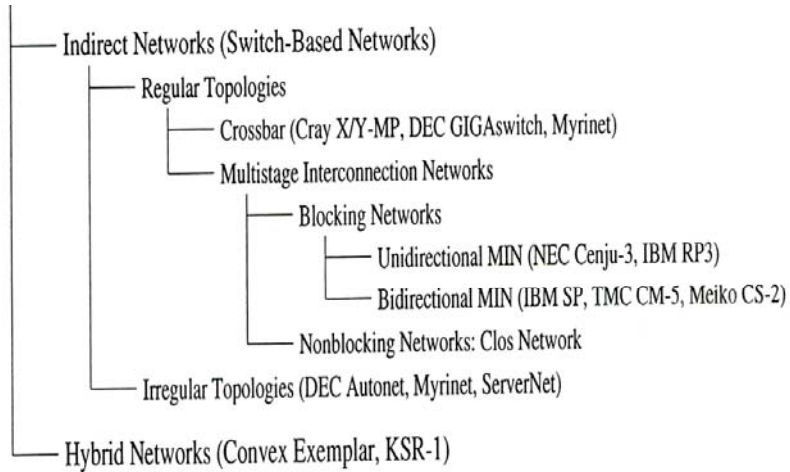 Indirect Networks (Switch-Based Networks)
Regular Topologies
Crossbar (Cray X/Y-MP, DEC GIGAswitch, Myrinet)
Multistage Interconnection Networks
Blocking Networks
Unidirectional MIN (NEC Cenju-3, IBM RP3)
Bidirectional MIN (IBM SP, TMC CM-5, Meiko CS-2)
Nonblocking Networks: Clos Network
Irregular Topologies (DEC Autonet, Myrinet, ServerNet)
Hybrid Networks (Convex Exemplar, KSR-1)